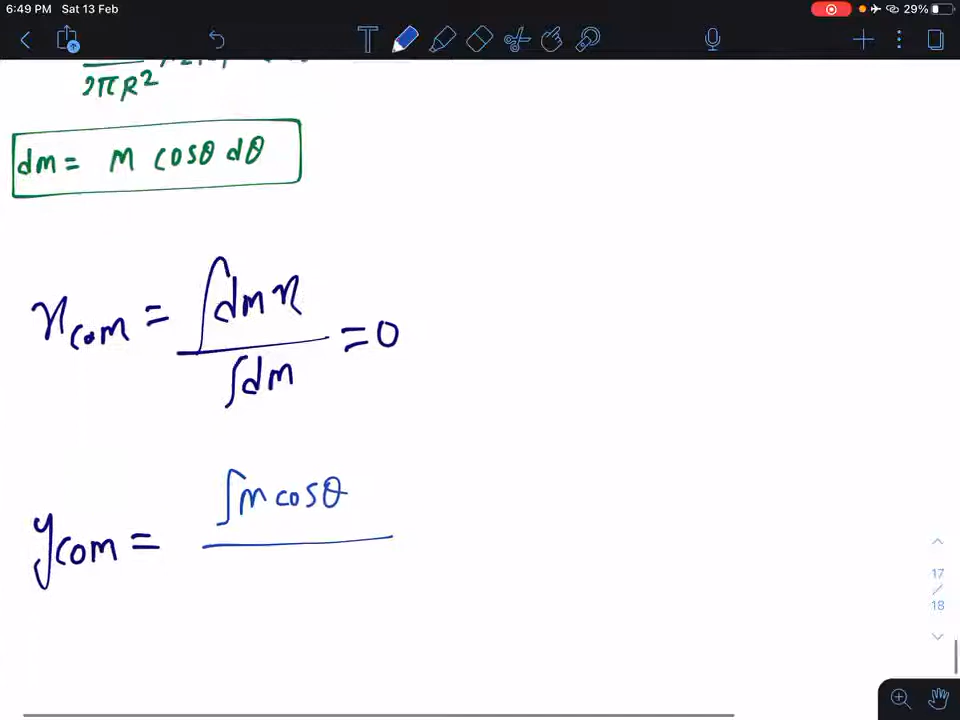 6:49 PM Sat 13 Feb
29%
2πR²
dm = M cosθ dθ
x_com = ∫dm x / ∫dm = 0
y_com = ∫M cosθ
17
/
18